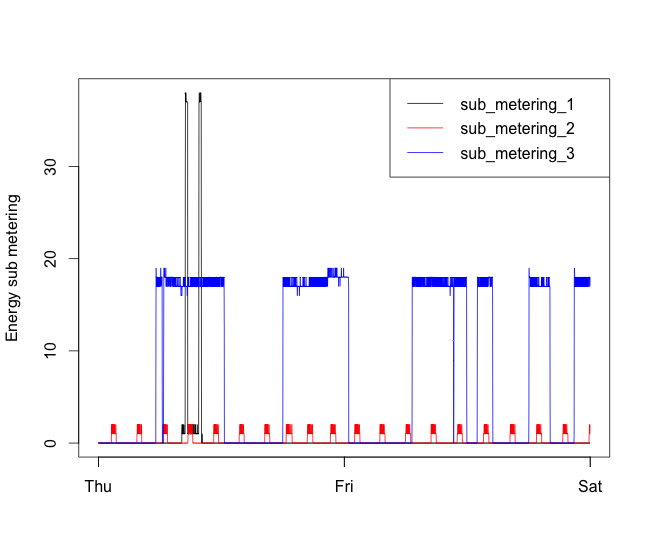 sub_metering_1
sub_metering_2
sub_metering_3
Energy sub metering
30
20
10
0
Thu Fri Sat